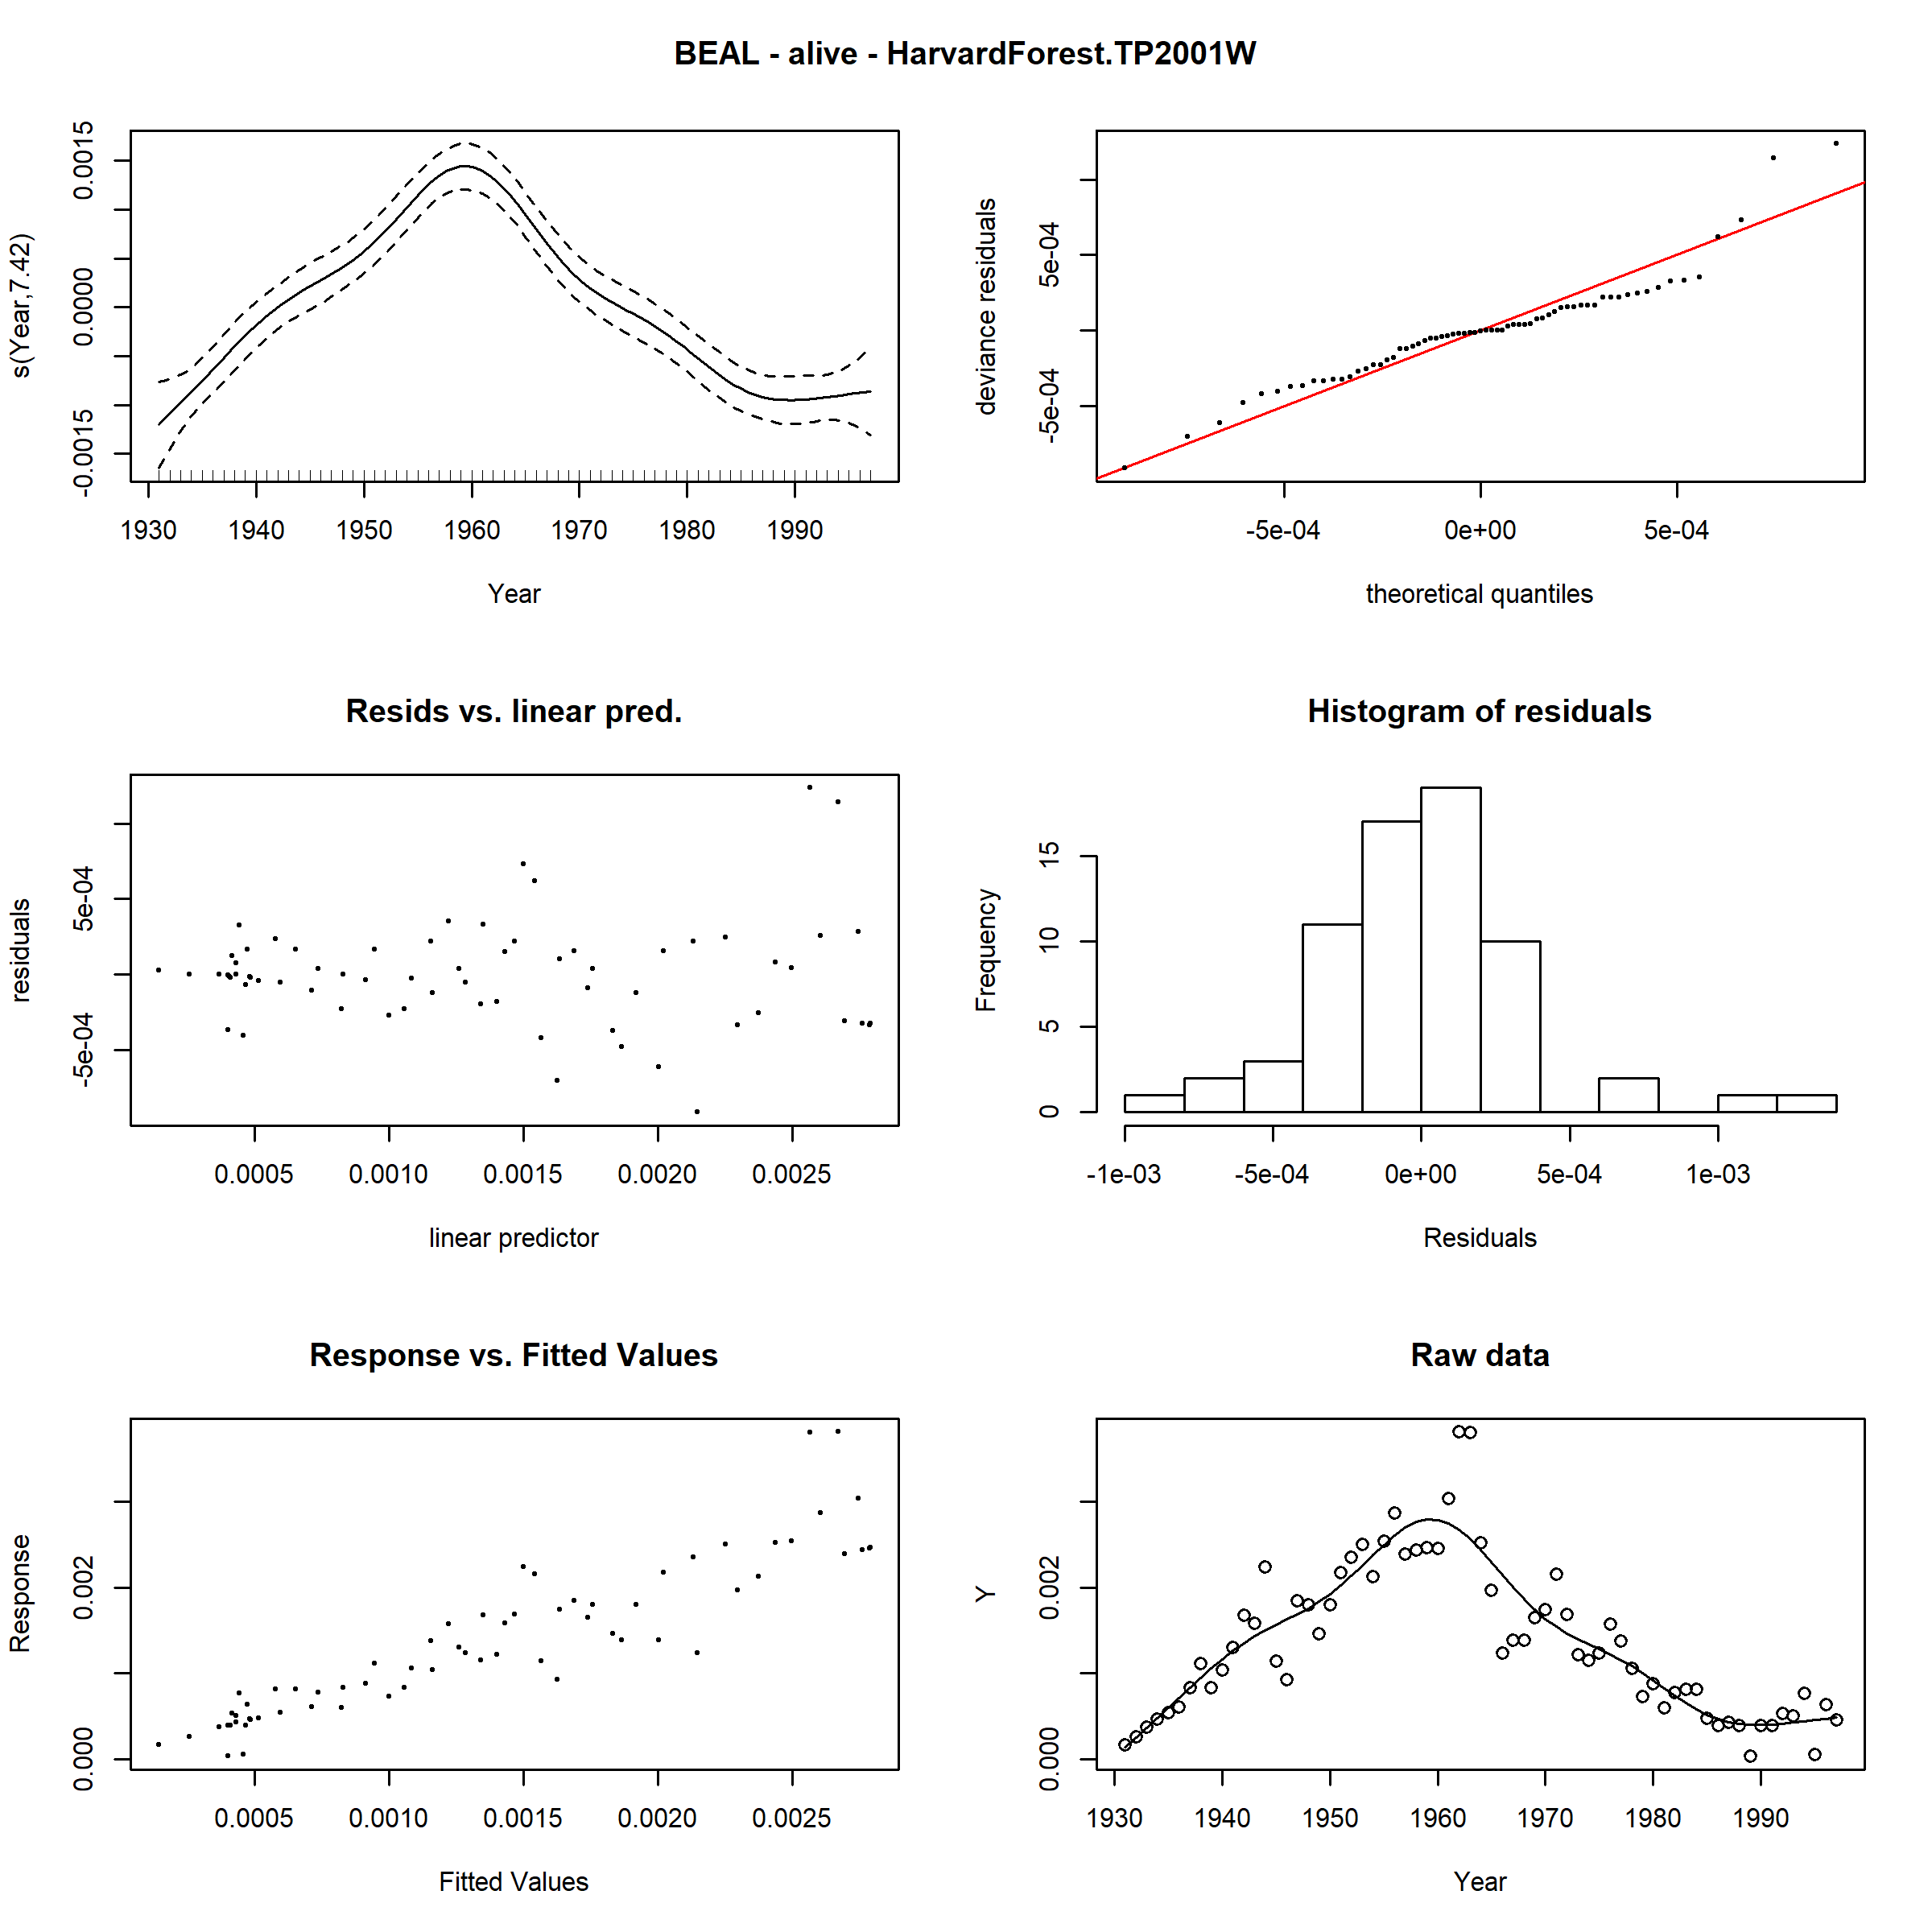 BEAL - alive - HarvardForest.TP2001W
s(Year,7.42)
-0.0015 0.0000 0.0015
1930 1940 1950 1960 1970 1980 1990
Year
deviance residuals
-5e-04 5e-04
-5e-04 0e+00 5e-04
theoretical quantiles
Resids vs. linear pred.
residuals
-5e-04 5e-04
0.0005 0.0010 0.0015 0.0020 0.0025
linear predictor
Histogram of residuals
Frequency
0 5 10 15
-1e-03 -5e-04 0e+00 5e-04 1e-03
Residuals
Response vs. Fitted Values
Response
0.000 0.002
0.0005 0.0010 0.0015 0.0020 0.0025
Fitted Values
Raw data
Y
0.000 0.002
1930 1940 1950 1960 1970 1980 1990
Year